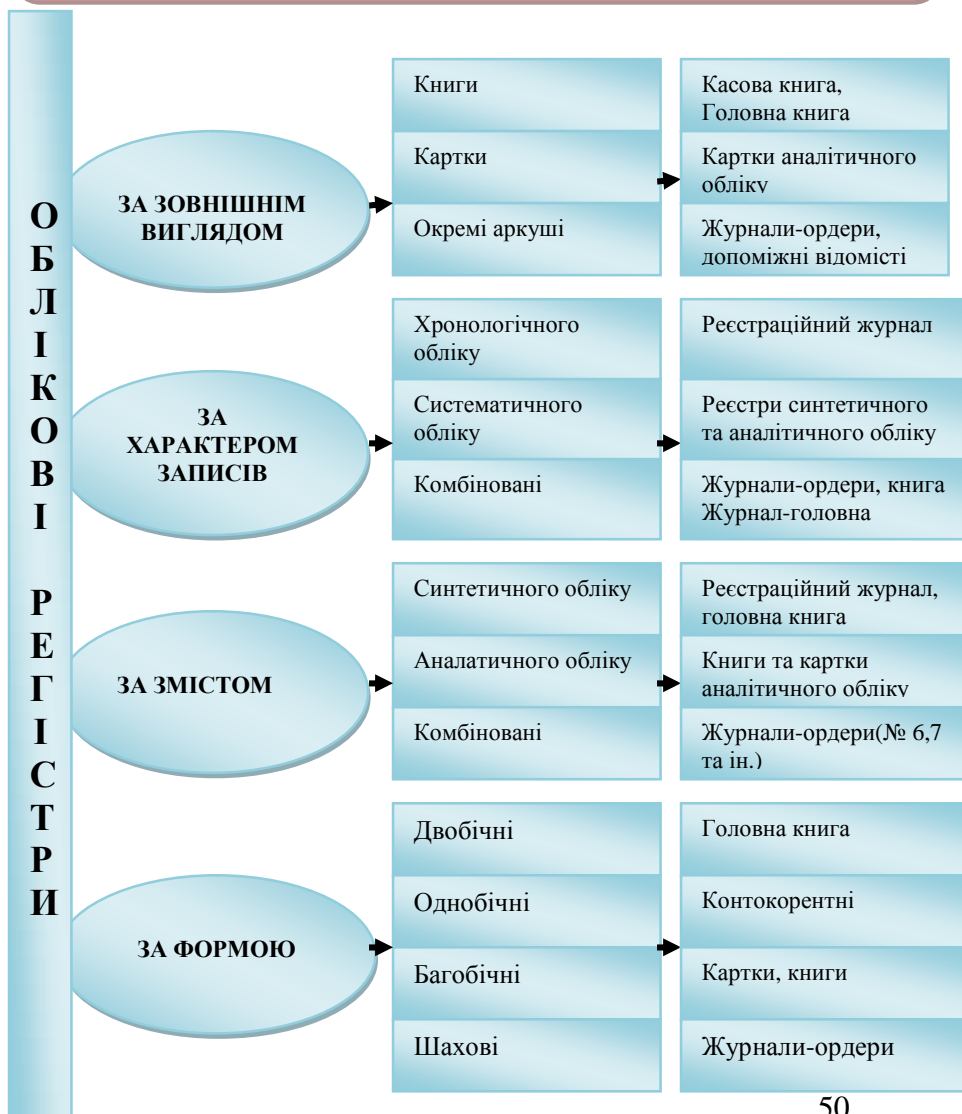 ОБЛІКОВІ РЕГІСТРИ
ЗА ЗОВНІШНІМ
ВИГЛЯДОМ
Книги
Картки
Окремі аркуші
Касова книга,
Головна книга
Картки аналітичного
обліку
Журнали-ордери,
допоміжні відомісті
ЗА
ХАРАКТЕРОМ
ЗАПИСІВ
Хронологічного
обліку
Систематичного
обліку
Комбіновані
Реєстраційний журнал
Реєстри синтетичного
та аналітичного обліку
Журнали-ордери, книга
Журнал-головна
ЗА ЗМІСТОМ
Синтетичного обліку
Аналатичного обліку
Комбіновані
Реєстраційний журнал,
головна книга
Книги та картки
аналітичного обліку
Журнали-ордери(№ 6,7
та ін.)
ЗА ФОРМОЮ
Двобічні
Однобічні
Багобічні
Шахові
Головна книга
Контокорентні
Картки, книги
Журнали-ордери
50